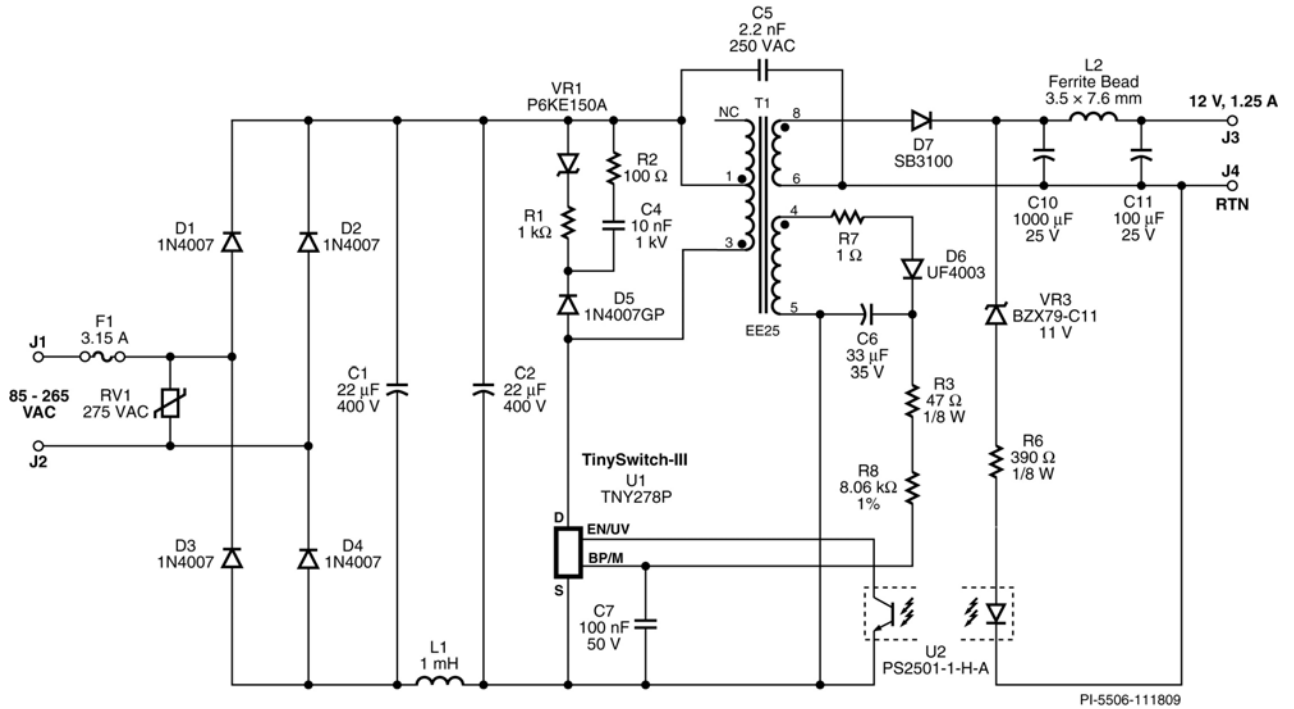 C5
2.2 nF
250 VAC
VR1
P6KE150A
NC
T1
8
L2
Ferrite Bead
3.5 × 7.6 mm
12 V, 1.25 A
J3
D7
SB3100
R2
100 Ω
1
6
J4
RTN
D1
1N4007
D2
1N4007
R1
1 kΩ
C4
10 nF
1 kV
3
4
R7
1 Ω
C10
1000 µF
25 V
C11
100 µF
25 V
D6
UF4003
D5
1N4007GP
5
EE25
C6
33 µF
35 V
VR3
BZX79-C11
11 V
F1
3.15 A
J1
85 - 265
VAC
RV1
275 VAC
J2
C1
22 µF
400 V
C2
22 µF
400 V
R3
47 Ω
1/8 W
R6
390 Ω
1/8 W
TinySwitch-III
U1
TNY278P
R8
8.06 kΩ
1%
D
EN/UV
BP/M
S
D3
1N4007
D4
1N4007
C7
100 nF
50 V
L1
1 mH
U2
PS2501-1-H-A
PI-5506-111809